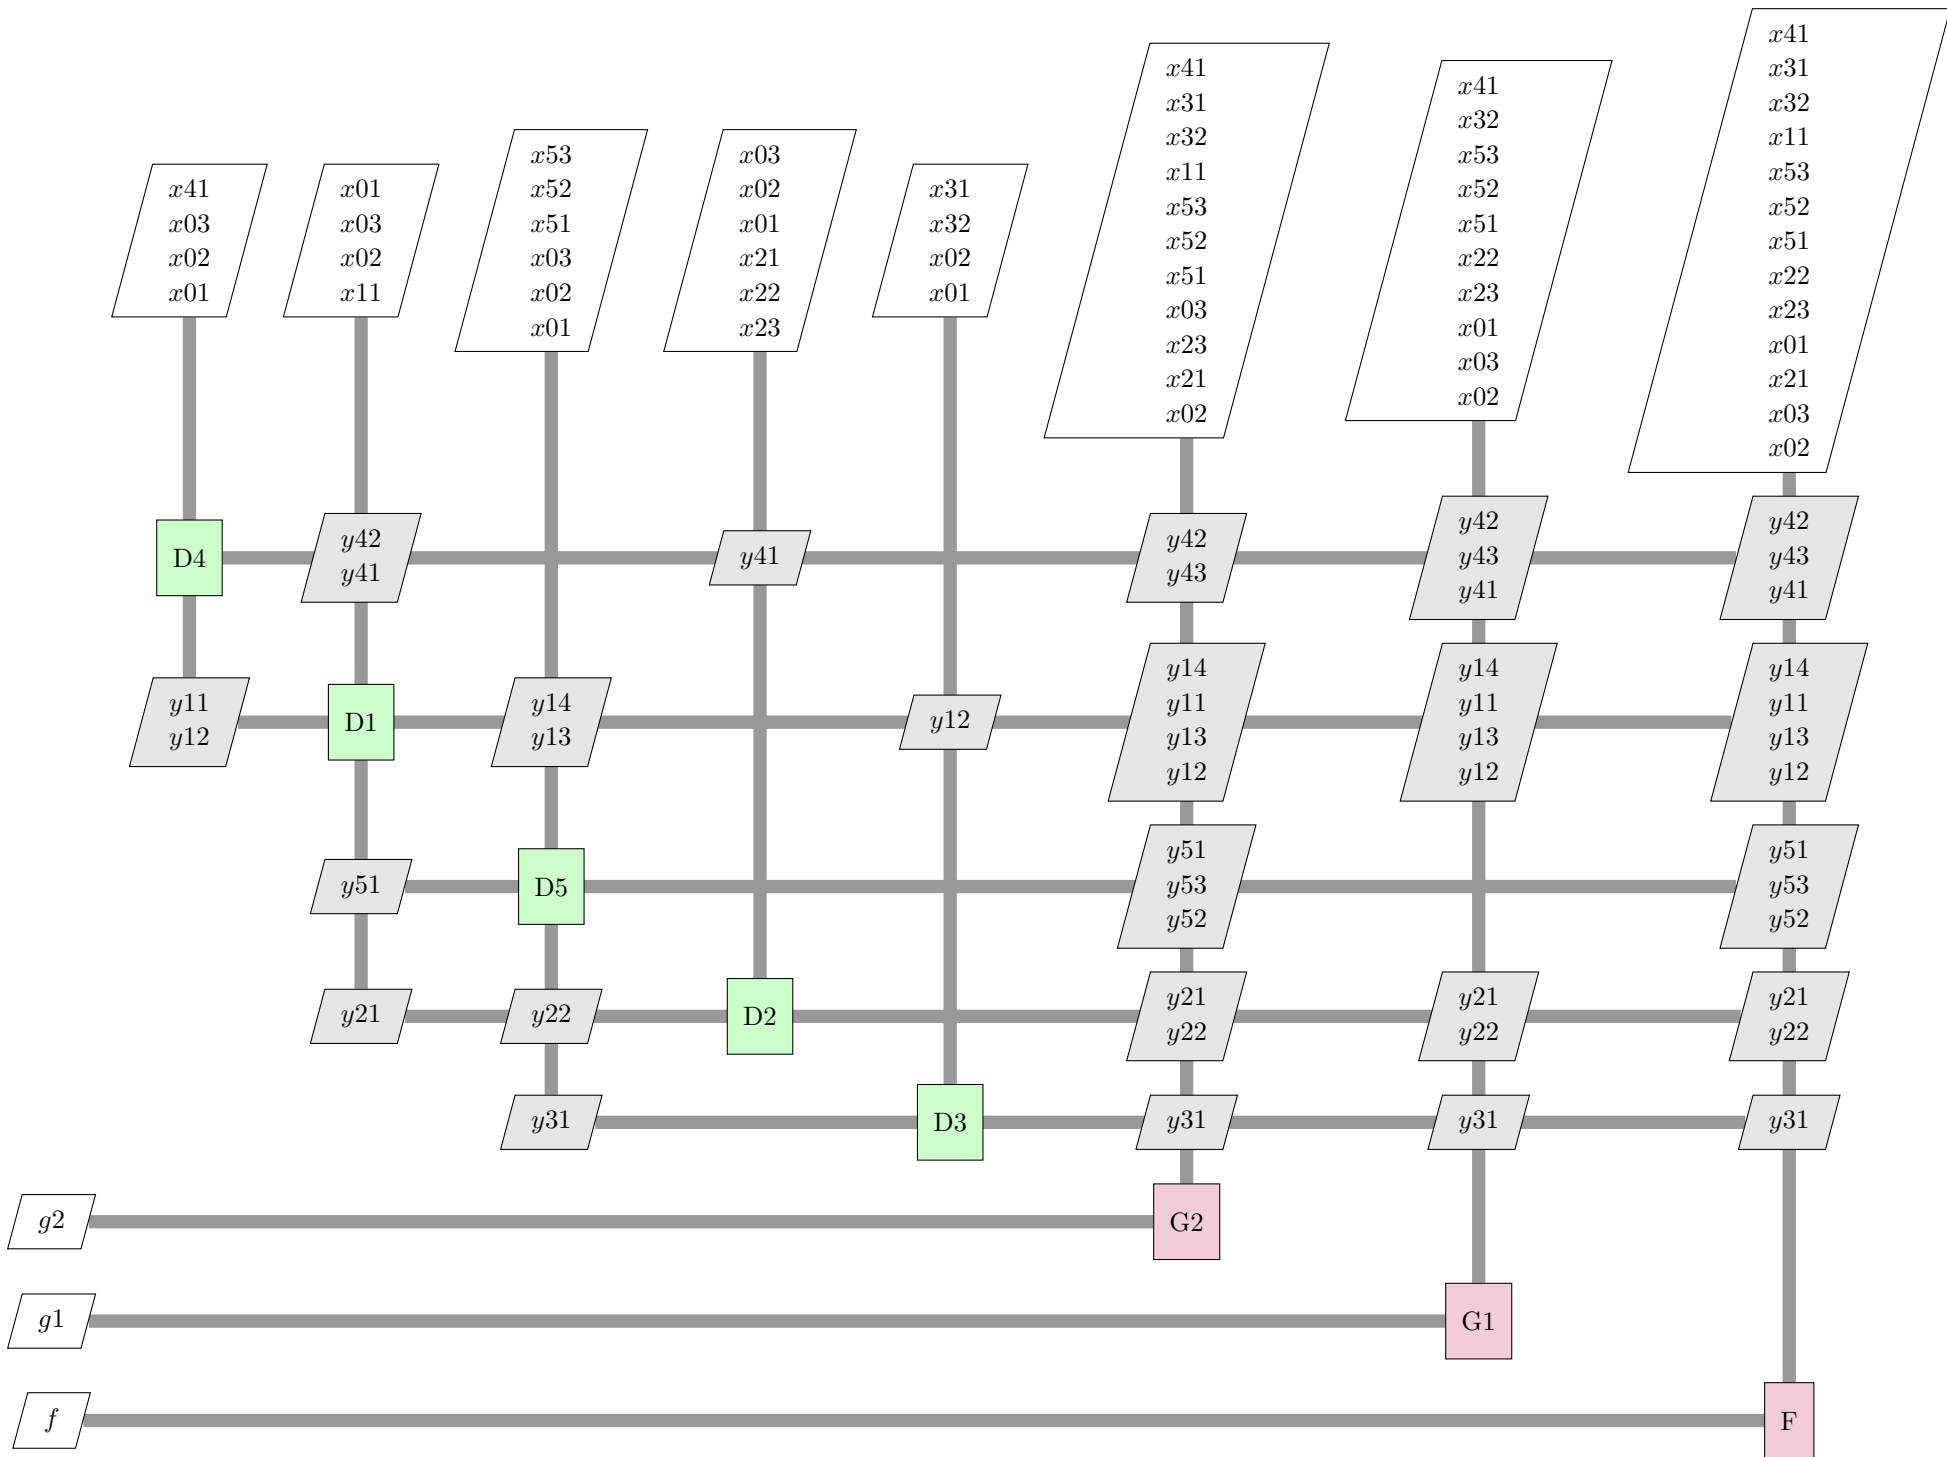 x41
x03
x02
x01
x01
x03
x02
x11
x53
x52
x51
x03
x02
x01
x03
x02
x01
x21
x22
x23
x31
x32
x02
x01
x41
x31
x32
x11
x53
x52
x51
x03
x23
x21
x02
x41
x32
x53
x52
x51
x22
x23
x01
x03
x02
x41
x31
x32
x11
x53
x52
x51
x22
x23
x01
x21
x03
x02
D4
y42
y41
y41
y42
y43
y42
y43
y41
y42
y43
y41
y11
y12
D1
y14
y13
y12
y14
y11
y13
y12
y14
y11
y13
y12
y14
y11
y13
y12
y51
D5
y51
y53
y52
y51
y53
y52
y21
y22
D2
y21
y22
y21
y22
y21
y22
y31
D3
y31
y31
y31
g2
G2
g1
G1
f
F